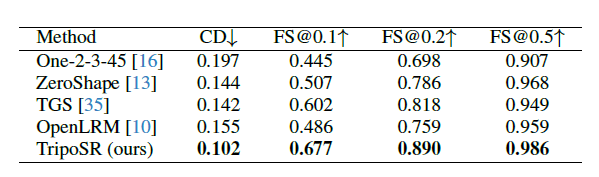 Method CD↓ FS@0.1↑ FS@0.2↑ FS@0.5↑
One-2-3-45 [16] 0.197 0.445 0.698 0.907
ZeroShape [13] 0.144 0.507 0.786 0.968
TGS [35] 0.142 0.602 0.818 0.949
OpenLRM [10] 0.155 0.486 0.759 0.959
TripoSR (ours) 0.102 0.677 0.890 0.986